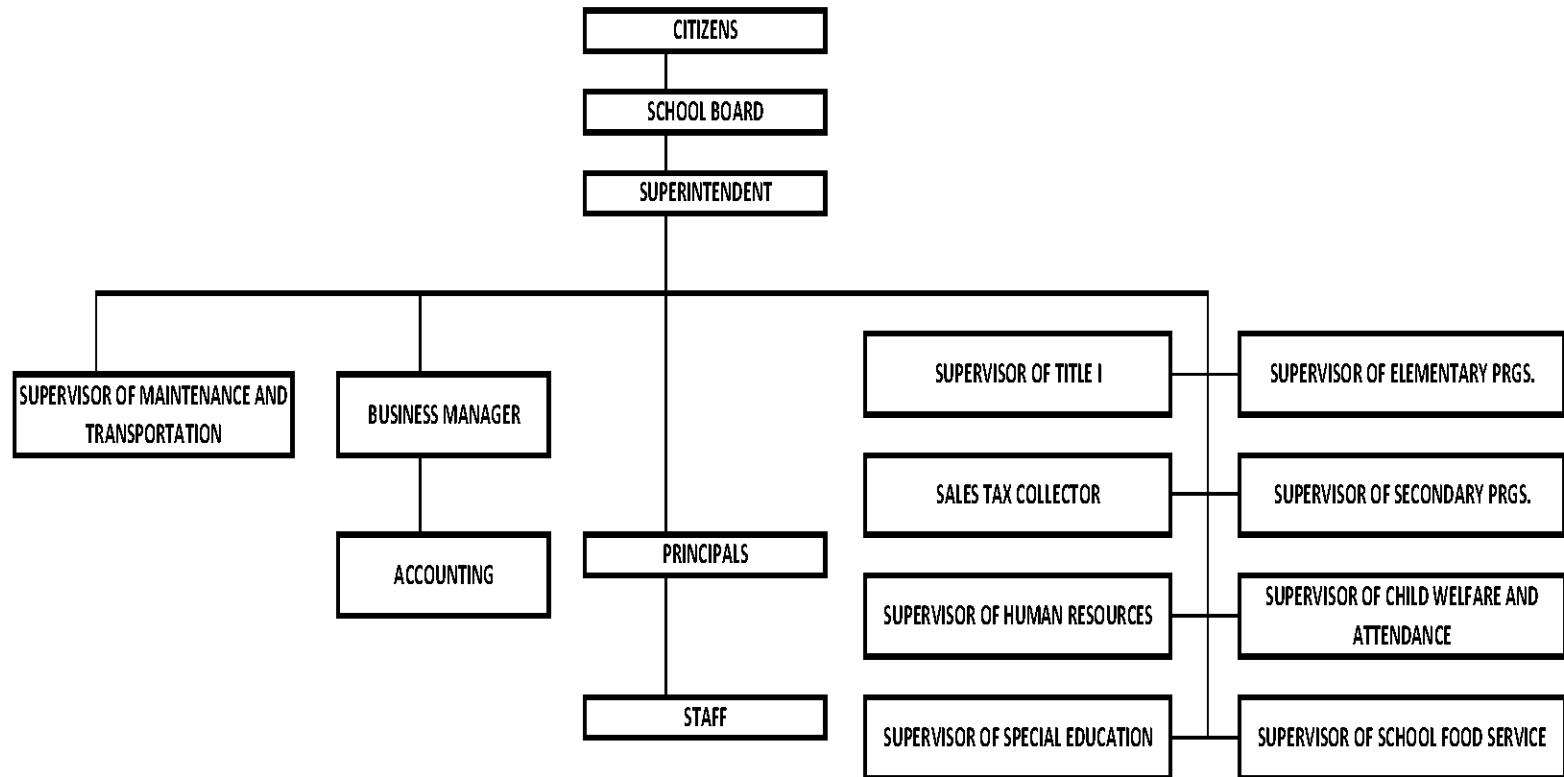 CITIZENS
SCHOOL BOARD
SUPERINTENDENT
SUPERVISOR OF MAINTENANCE AND
TRANSPORTATION
BUSINESS MANAGER
ACCOUNTING
PRINCIPALS
STAFF
SUPERVISOR OF TITLE I
SUPERVISOR OF ELEMENTARY PRGS.
SALES TAX COLLECTOR
SUPERVISOR OF SECONDARY PRGS.
SUPERVISOR OF HUMAN RESOURCES
SUPERVISOR OF CHILD WELFARE AND
ATTENDANCE
SUPERVISOR OF SPECIAL EDUCATION
SUPERVISOR OF SCHOOL FOOD SERVICE